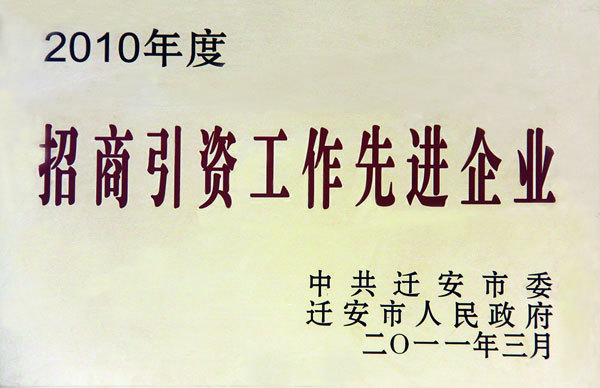 2010年度
招商引资工作先进企业
中共迁安市委
迁安市人民政府
二〇一一年三月